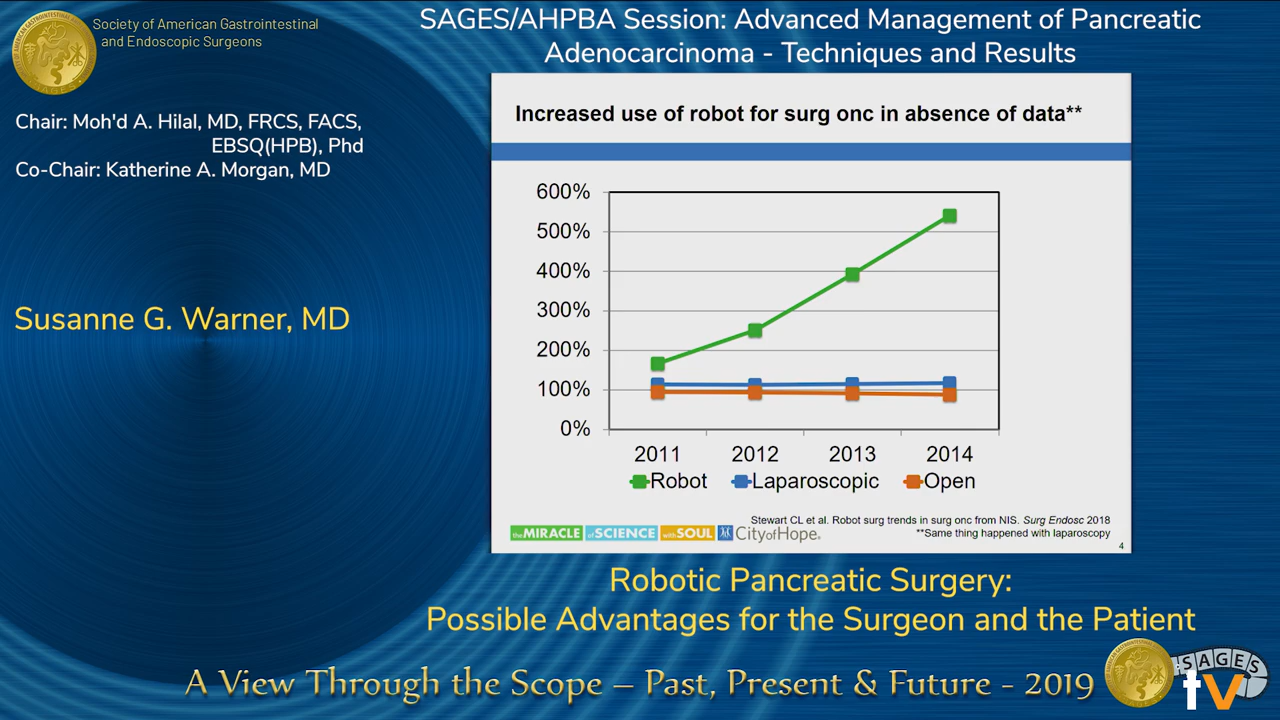 Society of American Gastrointestinal
and Endoscopic Surgeons
SAGES/AHPBA Session: Advanced Management of Pancreatic
Adenocarcinoma - Techniques and Results
Chair: Moh'd A. Hilal, MD, FRCS, FACS,
EBSQ(HPB), Phd
Co-Chair: Katherine A. Morgan, MD
Susanne G. Warner, MD
Increased use of robot for surg onc in absence of data**
600%
500%
400%
300%
200%
100%
0%
2011 2012 2013 2014
Robot Laparoscopic Open
Stewart CL et al. Robot surg trends in surg onc from NIS. Surg Endosc 2018
**Same thing happened with laparoscopy
the MIRACLE of SCIENCE with SOUL CityofHope®
4
Robotic Pancreatic Surgery:
Possible Advantages for the Surgeon and the Patient
A View Through the Scope – Past, Present & Future - 2019
SAGES
tv